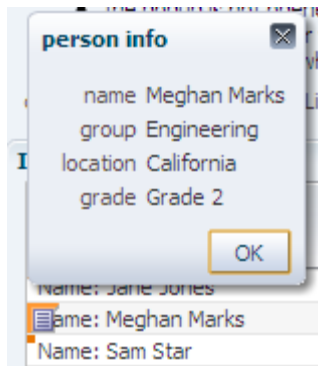 person info
name Meghan Marks
group Engineering
location California
grade Grade 2
OK
Name: Jane Jones
ame: Meghan Marks
Name: Sam Star